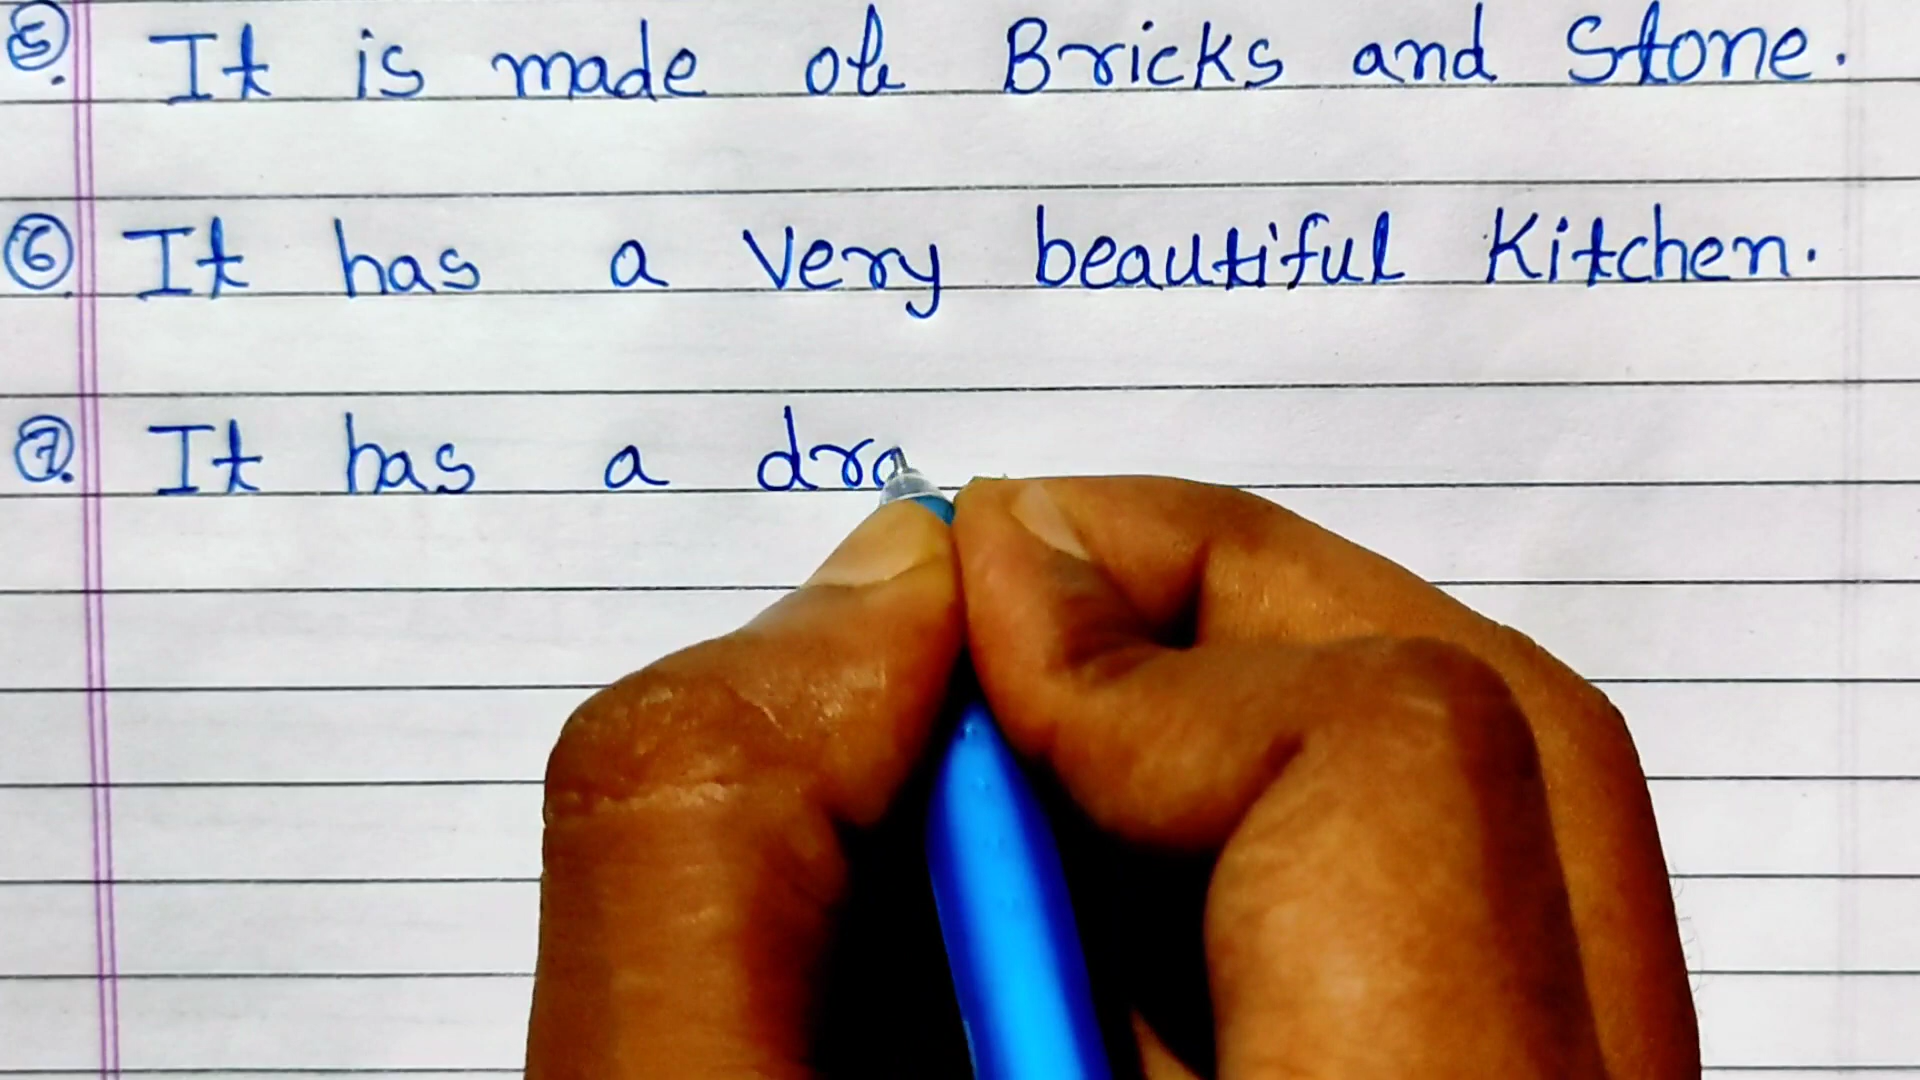 5. It is made of Bricks and Stone.
6. It has a very beautiful Kitchen.
7. It has a dra